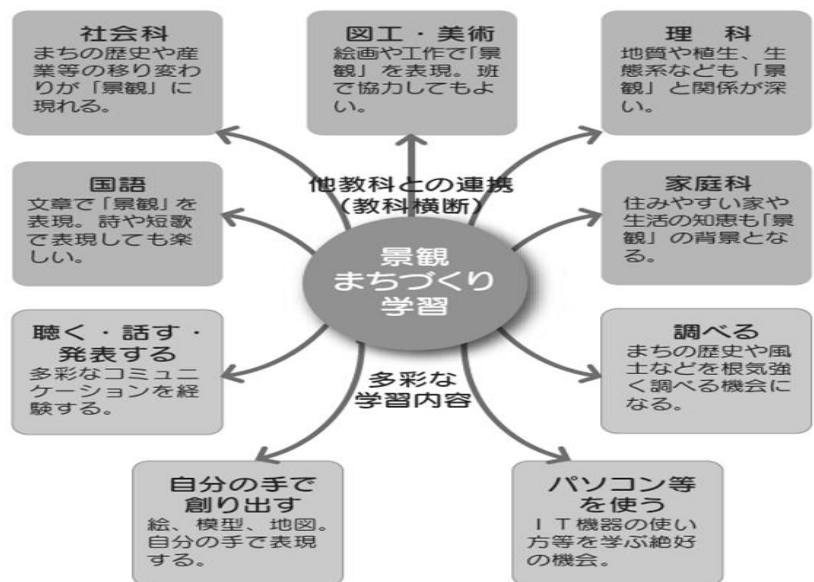 社会科
まちの歴史や産
業等の移り変わ
りが「景観」に
現れる。
図工・美術
絵画や工作で「景
観」を表現。班
で協力してもよ
い。
理　科
地質や植生、生
態系なども「景
観」と関係が深
い。
国語
文章で「景観」を
表現。詩や短歌
で表現しても楽
しい。
他教科との連携
（教科横断）
家庭科
住みやすい家や
生活の知恵も「景
観」の背景とな
る。
景観
まちづくり
学習
聴く・話す・
発表する
多彩なコミュニ
ケーションを経
験する。
多彩な
学習内容
調べる
まちの歴史や風
土などを根気強
く調べる機会に
なる。
自分の手で
創り出す
絵、模型、地図。
自分の手で表現
する。
パソコン等
を使う
ＩＴ機器の使い
方等を学ぶ絶好
の機会。